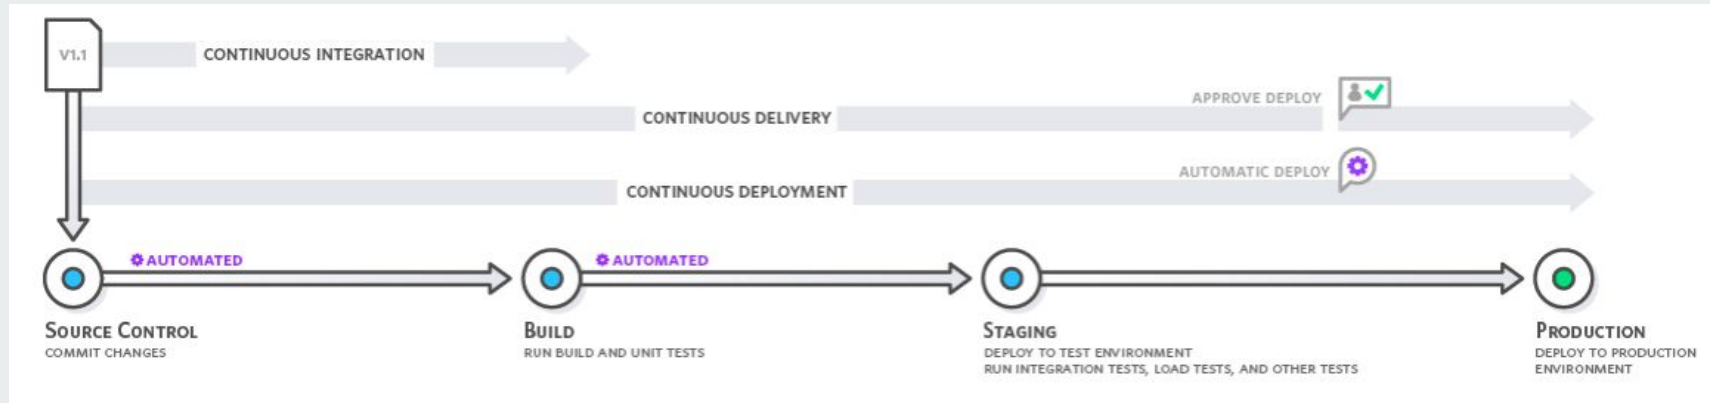 V1.1
CONTINUOUS INTEGRATION
APPROVE DEPLOY
CONTINUOUS DELIVERY
AUTOMATIC DEPLOY
CONTINUOUS DEPLOYMENT
AUTOMATED
AUTOMATED
SOURCE CONTROL
COMMIT CHANGES
BUILD
RUN BUILD AND UNIT TESTS
STAGING
DEPLOY TO TEST ENVIRONMENT
RUN INTEGRATION TESTS, LOAD TESTS, AND OTHER TESTS
PRODUCTION
DEPLOY TO PRODUCTION
ENVIRONMENT